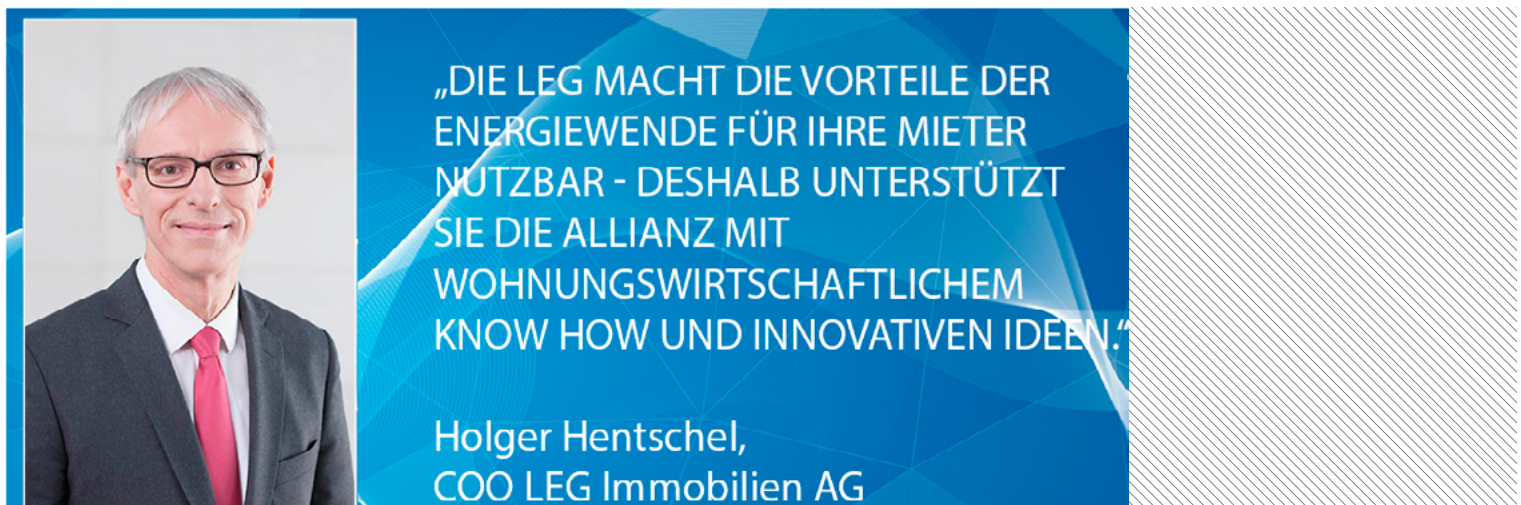 „DIE LEG MACHT DIE VORTEILE DER
ENERGIEWENDE FÜR IHRE MIETER
NUTZBAR - DESHALB UNTERSTÜTZT
SIE DIE ALLIANZ MIT
WOHNUNGSWIRTSCHAFTLICHEM
KNOW HOW UND INNOVATIVEN IDEEN.“
Holger Hentschel,
COO LEG Immobilien AG